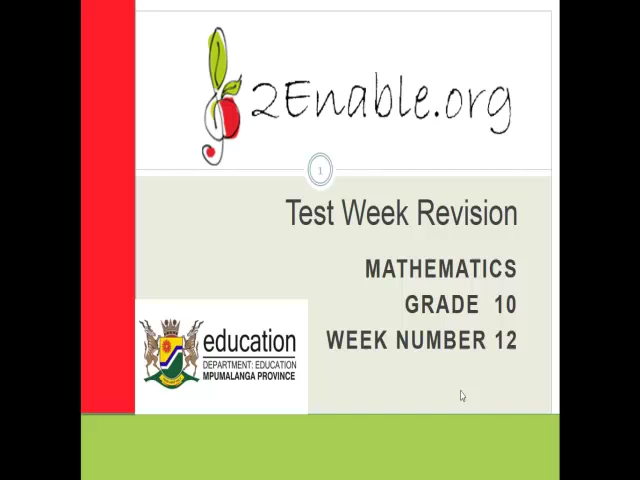 2Enable.org
1
Test Week Revision
MATHEMATICS
GRADE 10
WEEK NUMBER 12
education
DEPARTMENT: EDUCATION
MPUMALANGA PROVINCE